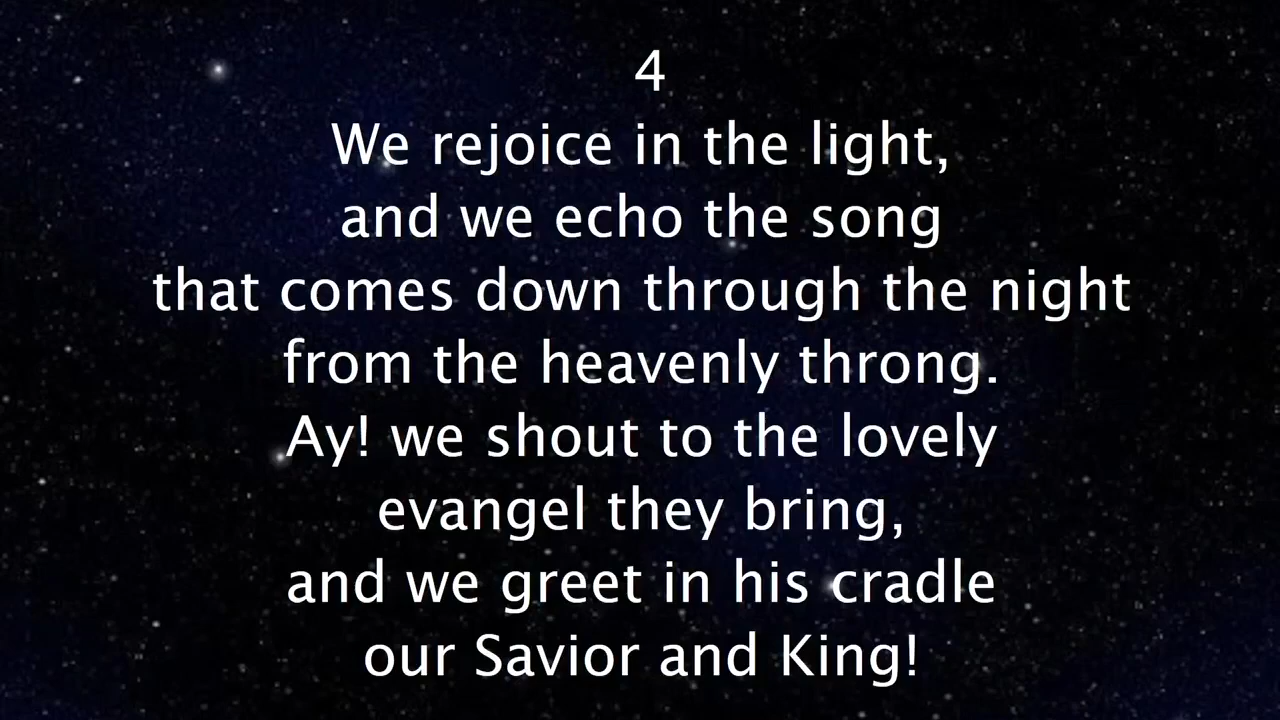 4
We rejoice in the light,
and we echo the song
that comes down through the night
from the heavenly throng.
Ay! we shout to the lovely
evangel they bring,
and we greet in his cradle
our Savior and King!